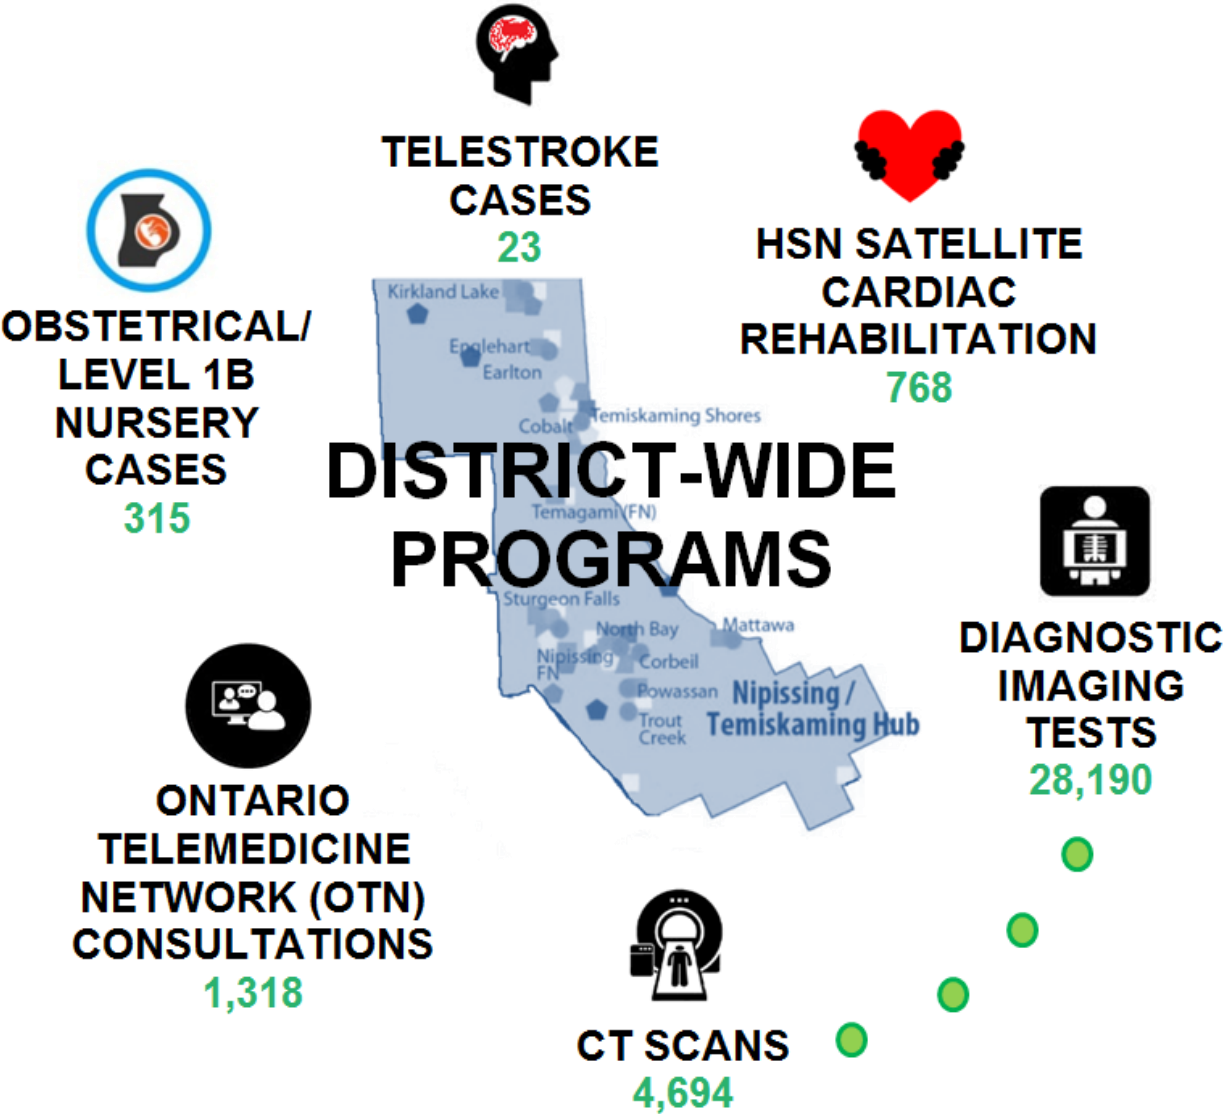 TELESTROKE
CASES
23
HSN SATELLITE
CARDIAC
REHABILITATION
768
OBSTETRICAL/
LEVEL 1B
NURSERY
CASES
315
Kirkland Lake
Englehart
Earlton
Temiskaming Shores
Cobalt
DISTRICT-WIDE
Temagami (FN)
PROGRAMS
Sturgeon Falls
North Bay
Mattawa
Nipissing
FN
Corbeil
Powassan
Trout
Creek
Nipissing /
Temiskaming Hub
DIAGNOSTIC
IMAGING
TESTS
28,190
ONTARIO
TELEMEDICINE
NETWORK (OTN)
CONSULTATIONS
1,318
CT SCANS
4,694